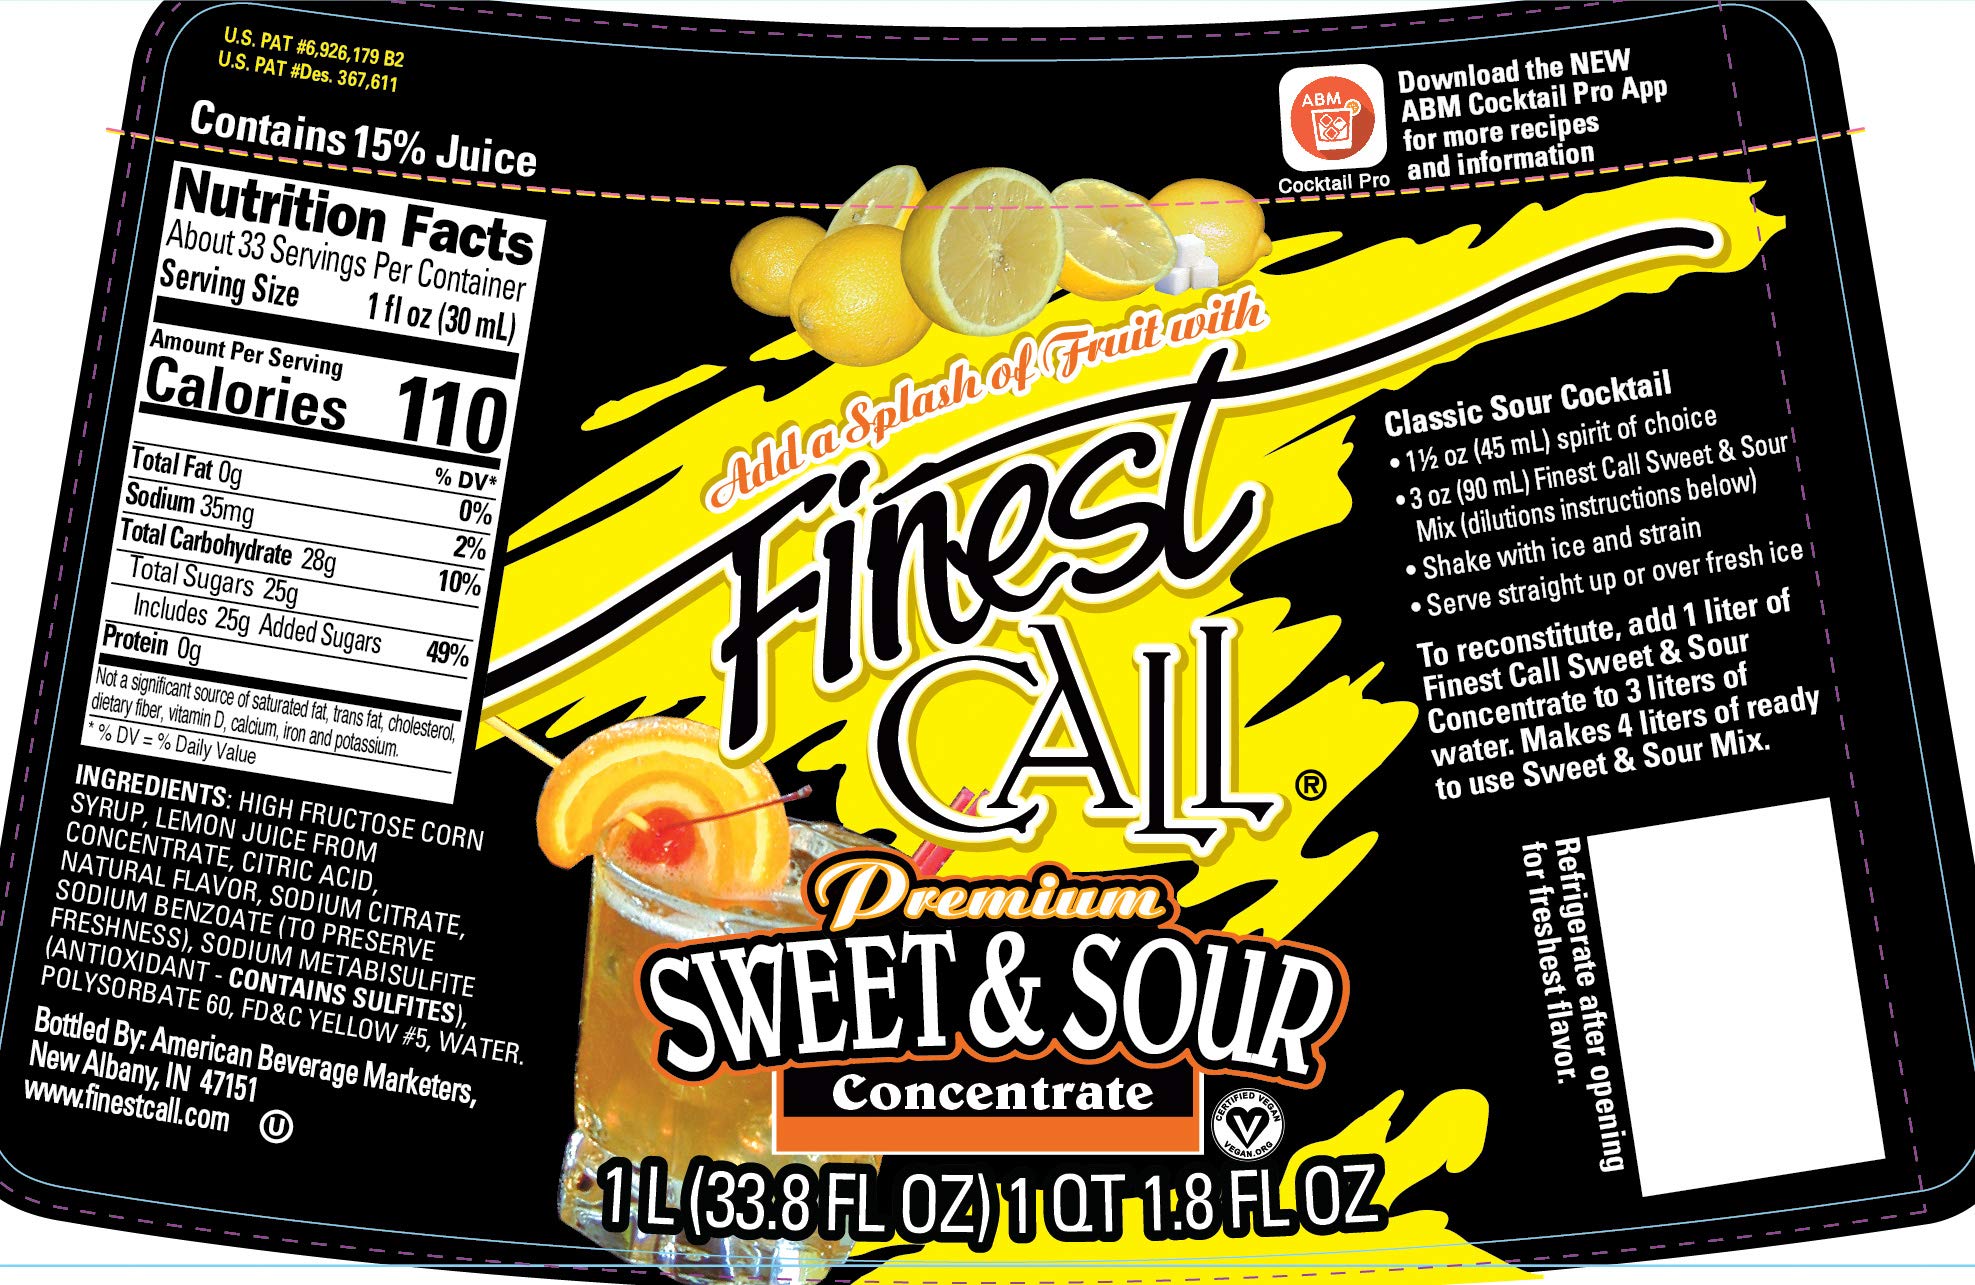 U.S. PAT #6,926,179 B2
U.S. PAT #Des. 367,611
Contains 15% Juice
Nutrition Facts
About 33 Servings Per Container
Serving Size 1 fl oz (30 mL)
Amount Per Serving
Calories 110
% DV*
Total Fat 0g 0%
Sodium 35mg 2%
Total Carbohydrate 28g 10%
Total Sugars 25g
Includes 25g Added Sugars 49%
Protein 0g
Not a significant source of saturated fat, trans fat, cholesterol,
dietary fiber, vitamin D, calcium, iron and potassium.
* % DV = % Daily Value
INGREDIENTS: HIGH FRUCTOSE CORN
SYRUP, LEMON JUICE FROM
CONCENTRATE, CITRIC ACID,
NATURAL FLAVOR, SODIUM CITRATE,
SODIUM BENZOATE (TO PRESERVE
FRESHNESS), SODIUM METABISULFITE
(ANTIOXIDANT - CONTAINS SULFITES),
POLYSORBATE 60, FD&C YELLOW #5, WATER.
Bottled By: American Beverage Marketers,
New Albany, IN 47151
www.finestcall.com U
Add a Splash of Fruit with
Finest
CALL ®
Premium
SWEET & SOUR
Concentrate
CERTIFIED VEGAN
V
VEGAN.ORG
1 L (33.8 FL OZ) 1 QT 1.8 FL OZ
ABM
Cocktail Pro
Download the NEW
ABM Cocktail Pro App
for more recipes
and information
Classic Sour Cocktail
• 1½ oz (45 mL) spirit of choice
• 3 oz (90 mL) Finest Call Sweet & Sour
Mix (dilutions instructions below)
• Shake with ice and strain
• Serve straight up or over fresh ice
To reconstitute, add 1 liter of
Finest Call Sweet & Sour
Concentrate to 3 liters of
water. Makes 4 liters of ready
to use Sweet & Sour Mix.
Refrigerate after opening
for freshest flavor.